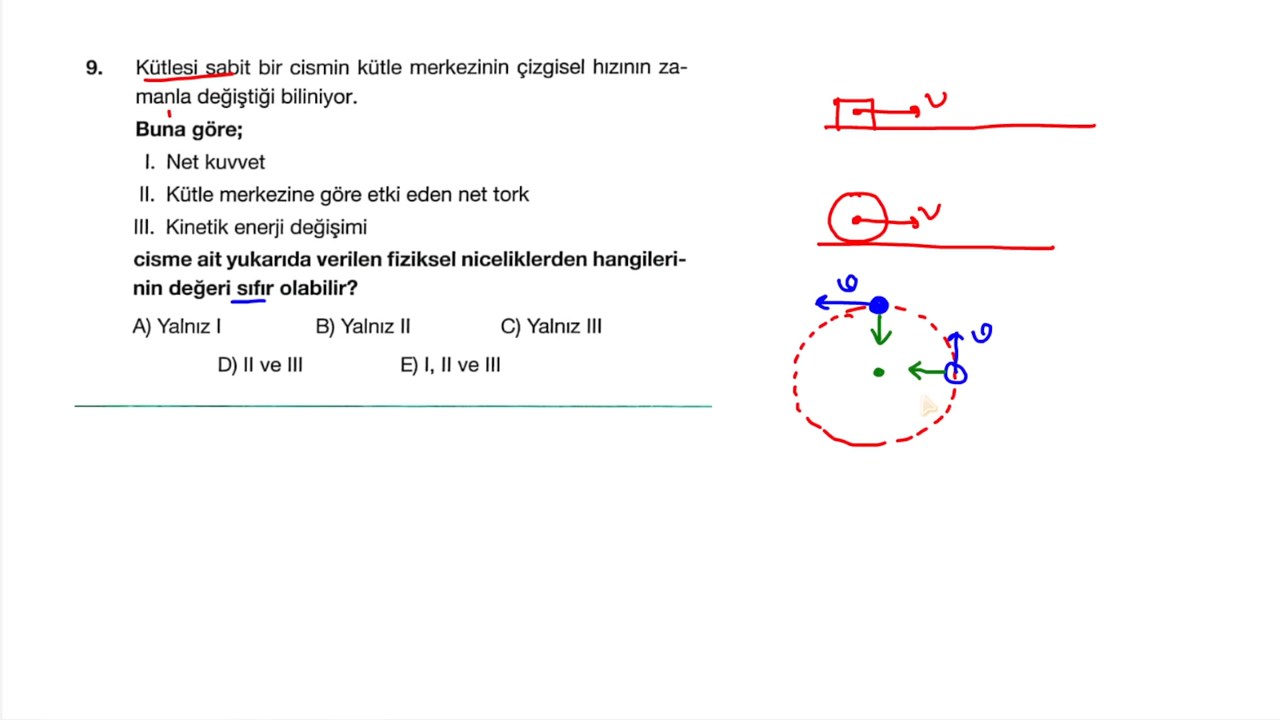 9. Kütlesi sabit bir cismin kütle merkezinin çizgisel hızının za-
manla değiştiği biliniyor.
Buna göre;
I. Net kuvvet
II. Kütle merkezine göre etki eden net tork
III. Kinetik enerji değişimi
cisme ait yukarıda verilen fiziksel niceliklerden hangileri-
nin değeri sıfır olabilir?
A) Yalnız I B) Yalnız II C) Yalnız III
D) II ve III E) I, II ve III
v
v